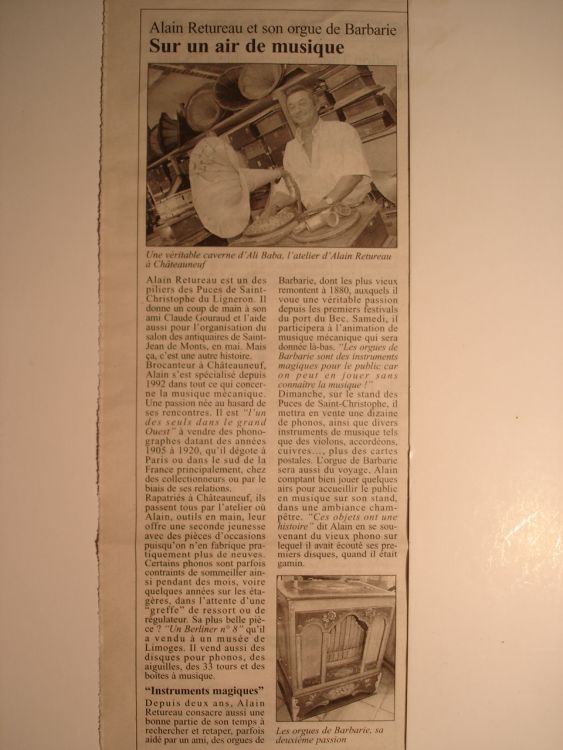 Alain Retureau et son orgue de Barbarie
Sur un air de musique
Une véritable caverne d'Ali Baba, l'atelier d'Alain Retureau
à Châteauneuf
Alain Retureau est un des
piliers des Puces de Saint-
Christophe du Ligneron. Il
donne un coup de main à son
ami Claude Gouraud et l'aide
aussi pour l'organisation du
salon des antiquaires de Saint-
Jean de Monts, en mai. Mais
ça, c'est une autre histoire.
Brocanteur à Châteauneuf,
Alain s'est spécialisé depuis
1992 dans tout ce qui concer-
ne la musique mécanique.
Une passion née au hasard de
ses rencontres. Il est "l'un
des seuls dans le grand
Ouest" à vendre des phono-
graphes datant des années
1905 à 1920, qu'il dégote à
Paris ou dans le sud de la
France principalement, chez
des collectionneurs ou par le
biais de ses relations.
Rapatriés à Châteauneuf, ils
passent tous par l'atelier où
Alain, outils en main, leur
offre une seconde jeunesse
avec des pièces d'occasions
puisqu'on n'en fabrique pra-
tiquement plus de neuves.
Certains phonos sont parfois
contraints de sommeiller ain-
si pendant des mois, voire
quelques années sur les éta-
gères, dans l'attente d'une
"greffe" de ressort ou de
régulateur. Sa plus belle piè-
ce ? "Un Berliner n° 8" qu'il
a vendu à un musée de
Limoges. Il vend aussi des
disques pour phonos, des
aiguilles, des 33 tours et des
boîtes à musique.
"Instruments magiques"
Depuis deux ans, Alain
Retureau consacre aussi une
bonne partie de son temps à
rechercher et retaper, parfois
aidé par un ami, des orgues de
Barbarie, dont les plus vieux
remontent à 1880, auxquels il
voue une véritable passion
depuis les premiers festivals
du port du Bec. Samedi, il
participera à l'animation de
musique mécanique qui sera
donnée là-bas. "Les orgues de
Barbarie sont des instruments
magiques pour le public car
on peut en jouer sans
connaître la musique !"
Dimanche, sur le stand des
Puces de Saint-Christophe, il
mettra en vente une dizaine
de phonos, ainsi que divers
instruments de musique tels
que des violons, accordéons,
cuivres..., plus des cartes
postales. L'orgue de Barbarie
sera aussi du voyage. Alain
comptant bien jouer quelques
airs pour accueillir le public
en musique sur son stand,
dans une ambiance cham-
pêtre. "Ces objets ont une
histoire" dit Alain en se sou-
venant du vieux phono sur
lequel il avait écouté ses pre-
miers disques, quand il était
gamin.
Les orgues de Barbarie, sa
deuxième passion